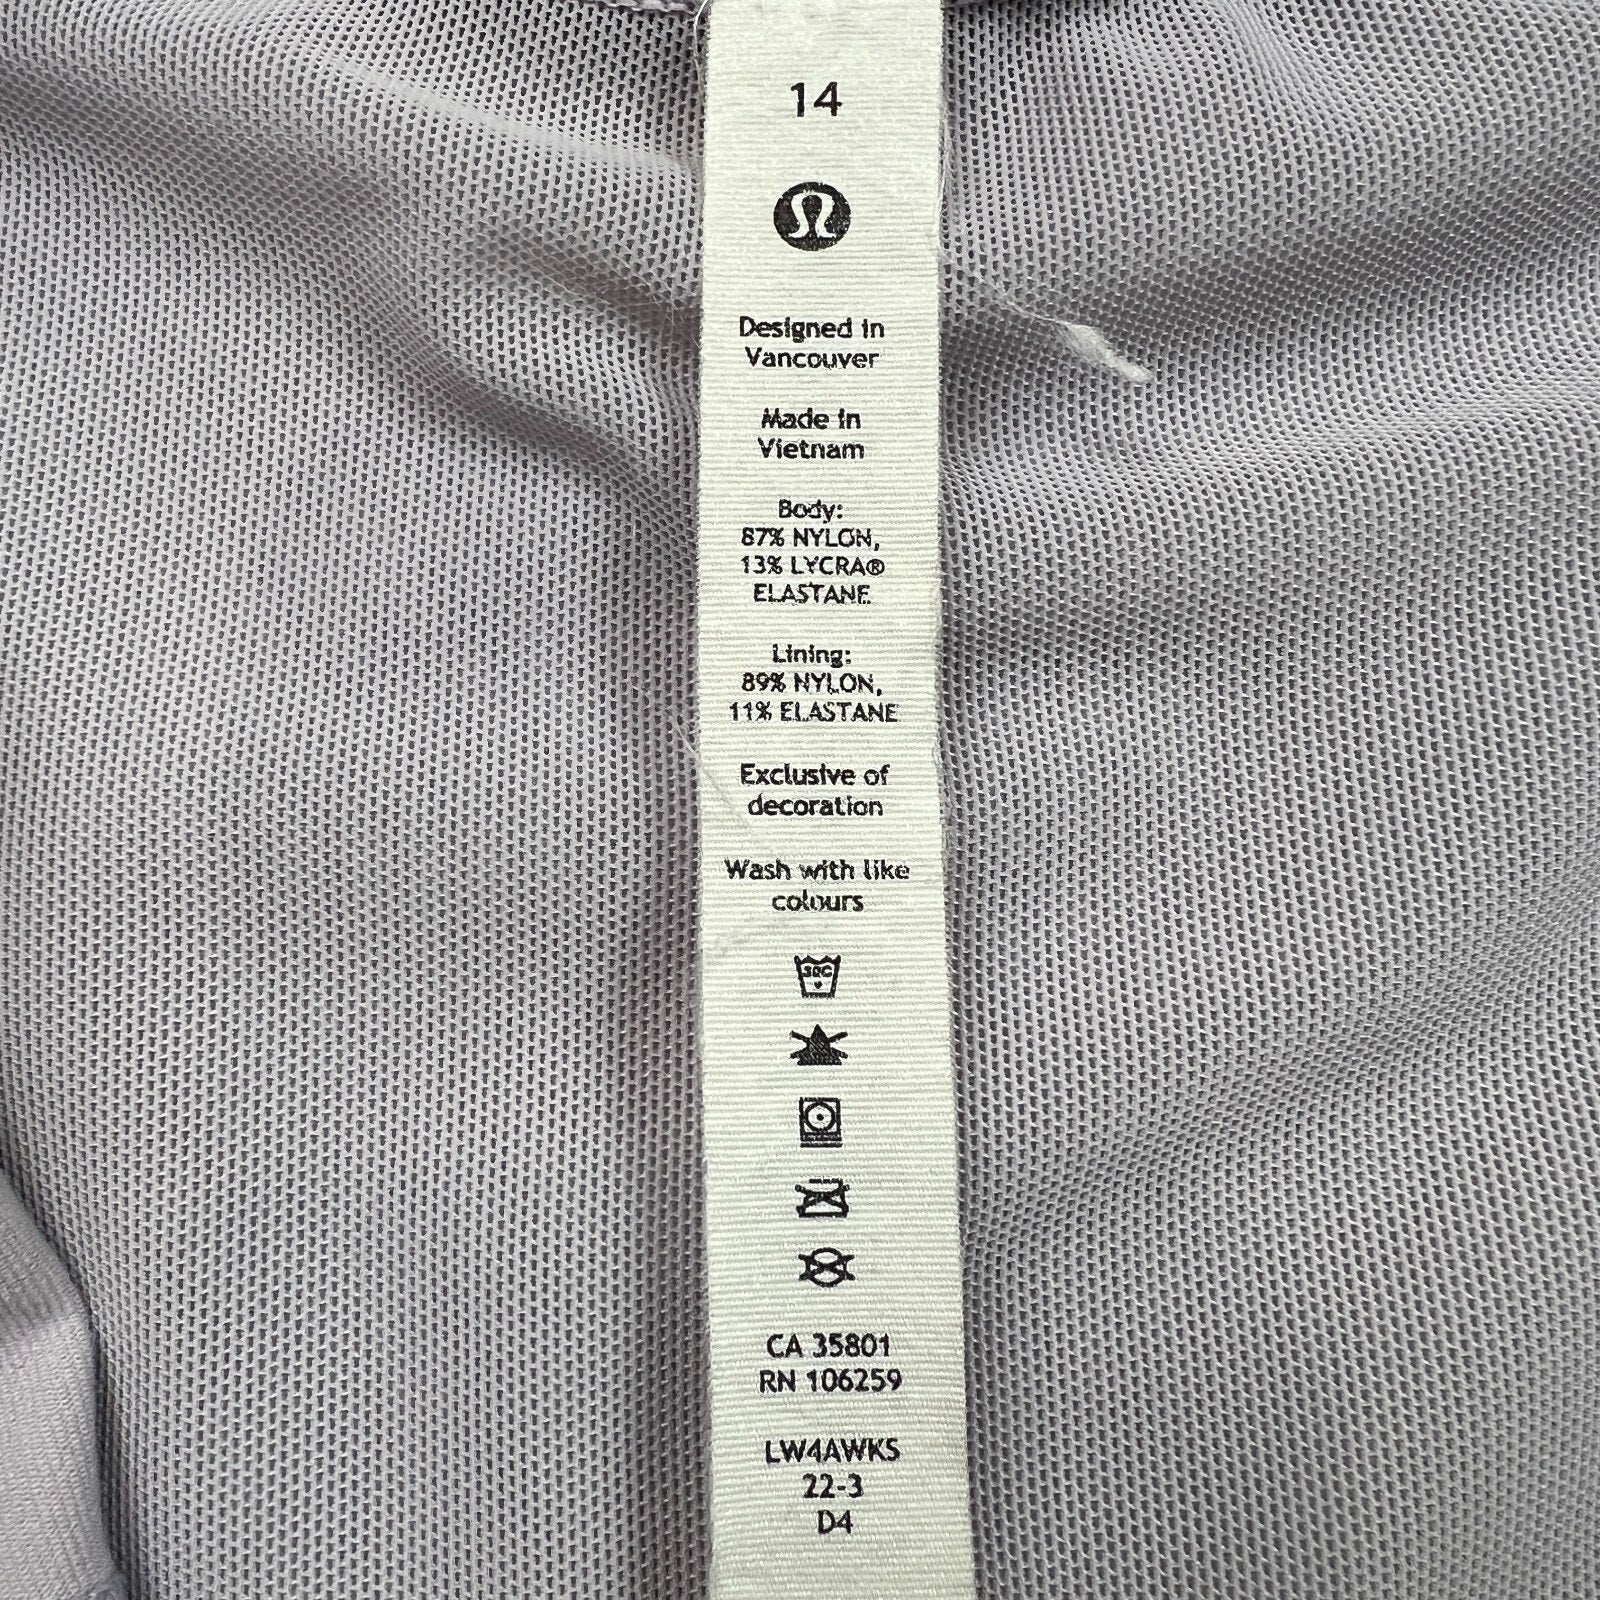 14
Designed in
Vancouver
Made in
Vietnam
Body:
87% NYLON,
13% LYCRA®
ELASTANE
Lining:
89% NYLON,
11% ELASTANE
Exclusive of
decoration
Wash with like
colours
30C
CA 35801
RN 106259
LW4AWKS
22-3
D4